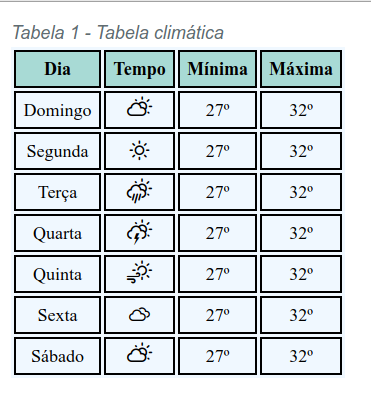 Tabela 1 - Tabela climática
Dia Tempo Mínima Máxima
Domingo 27º 32º
Segunda 27º 32º
Terça 27º 32º
Quarta 27º 32º
Quinta 27º 32º
Sexta 27º 32º
Sábado 27º 32º